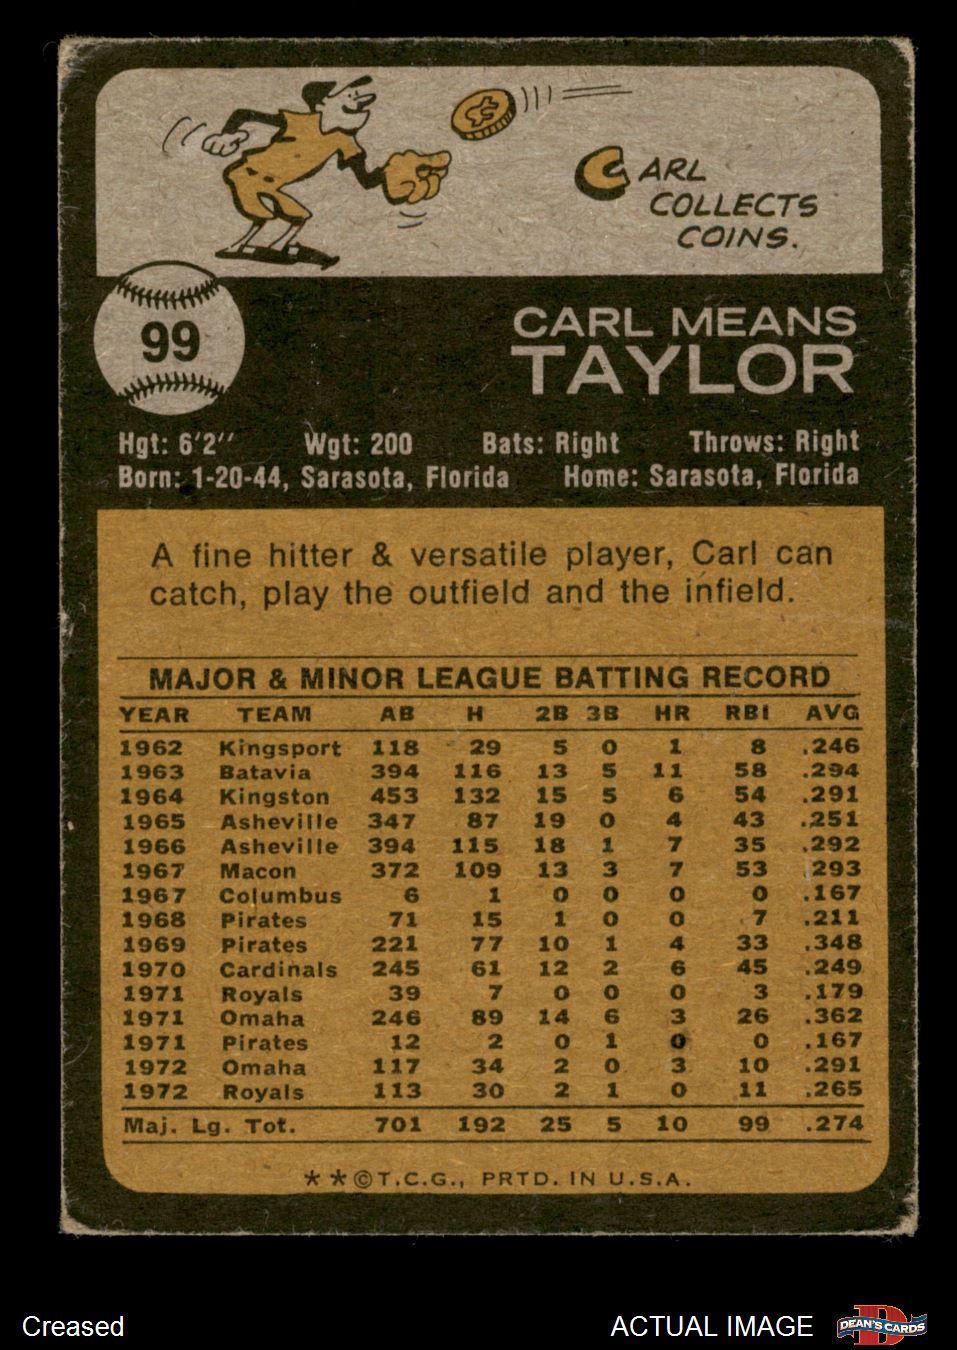 CARL
COLLECTS
COINS.
99
CARL MEANS
TAYLOR
Hgt: 6'2" Wgt: 200 Bats: Right Throws: Right
Born: 1-20-44, Sarasota, Florida Home: Sarasota, Florida
A fine hitter & versatile player, Carl can
catch, play the outfield and the infield.
MAJOR & MINOR LEAGUE BATTING RECORD
YEAR TEAM AB H 2B 3B HR RBI AVG
1962 Kingsport 118 29 5 0 1 8 .246
1963 Batavia 394 116 13 5 11 58 .294
1964 Kingston 453 132 15 5 6 54 .291
1965 Asheville 347 87 19 0 4 43 .251
1966 Asheville 394 115 18 1 7 35 .292
1967 Macon 372 109 13 3 7 53 .293
1967 Columbus 6 1 0 0 0 0 .167
1968 Pirates 71 15 1 0 0 7 .211
1969 Pirates 221 77 10 1 4 33 .348
1970 Cardinals 245 61 12 2 6 45 .249
1971 Royals 39 7 0 0 0 3 .179
1971 Omaha 246 89 14 6 3 26 .362
1971 Pirates 12 2 0 1 0 0 .167
1972 Omaha 117 34 2 0 3 10 .291
1972 Royals 113 30 2 1 0 11 .265
Maj. Lg. Tot. 701 192 25 5 10 99 .274
**©T.C.G., PRTD. IN U.S.A.
Creased ACTUAL IMAGE
D
DEAN'S CARDS